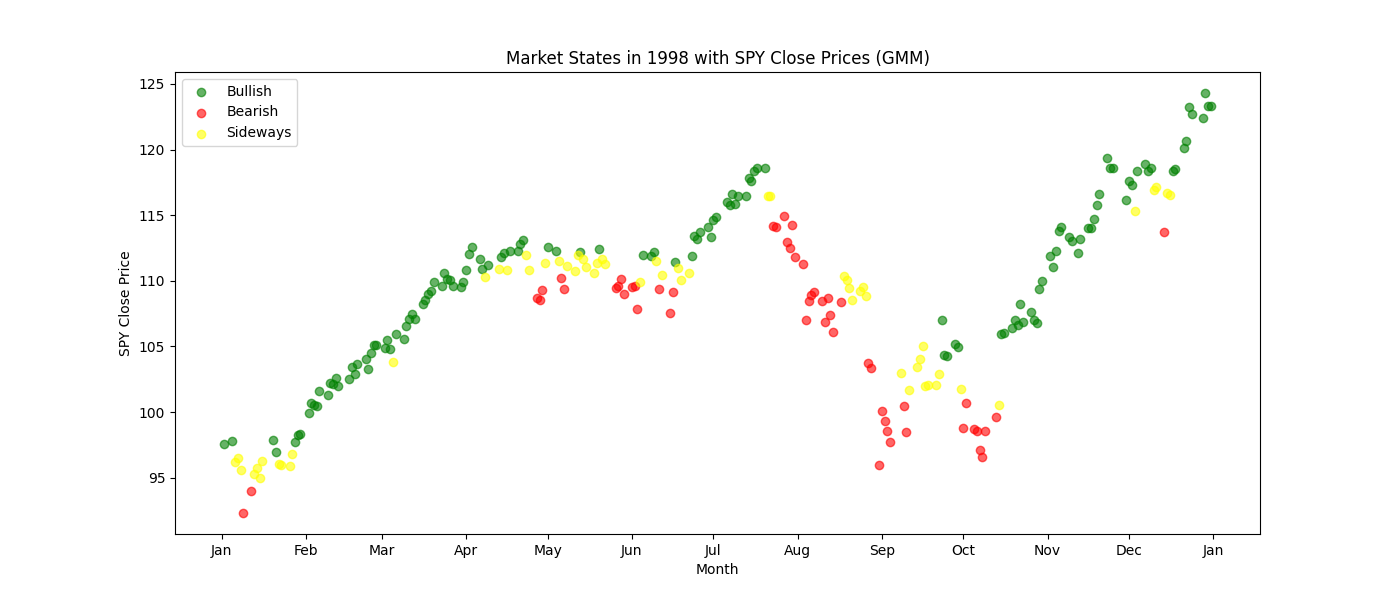 Market States in 1998 with SPY Close Prices (GMM)
Bullish
Bearish
Sideways
125
120
115
110
105
100
95
SPY Close Price
Jan Feb Mar Apr May Jun Jul Aug Sep Oct Nov Dec Jan
Month